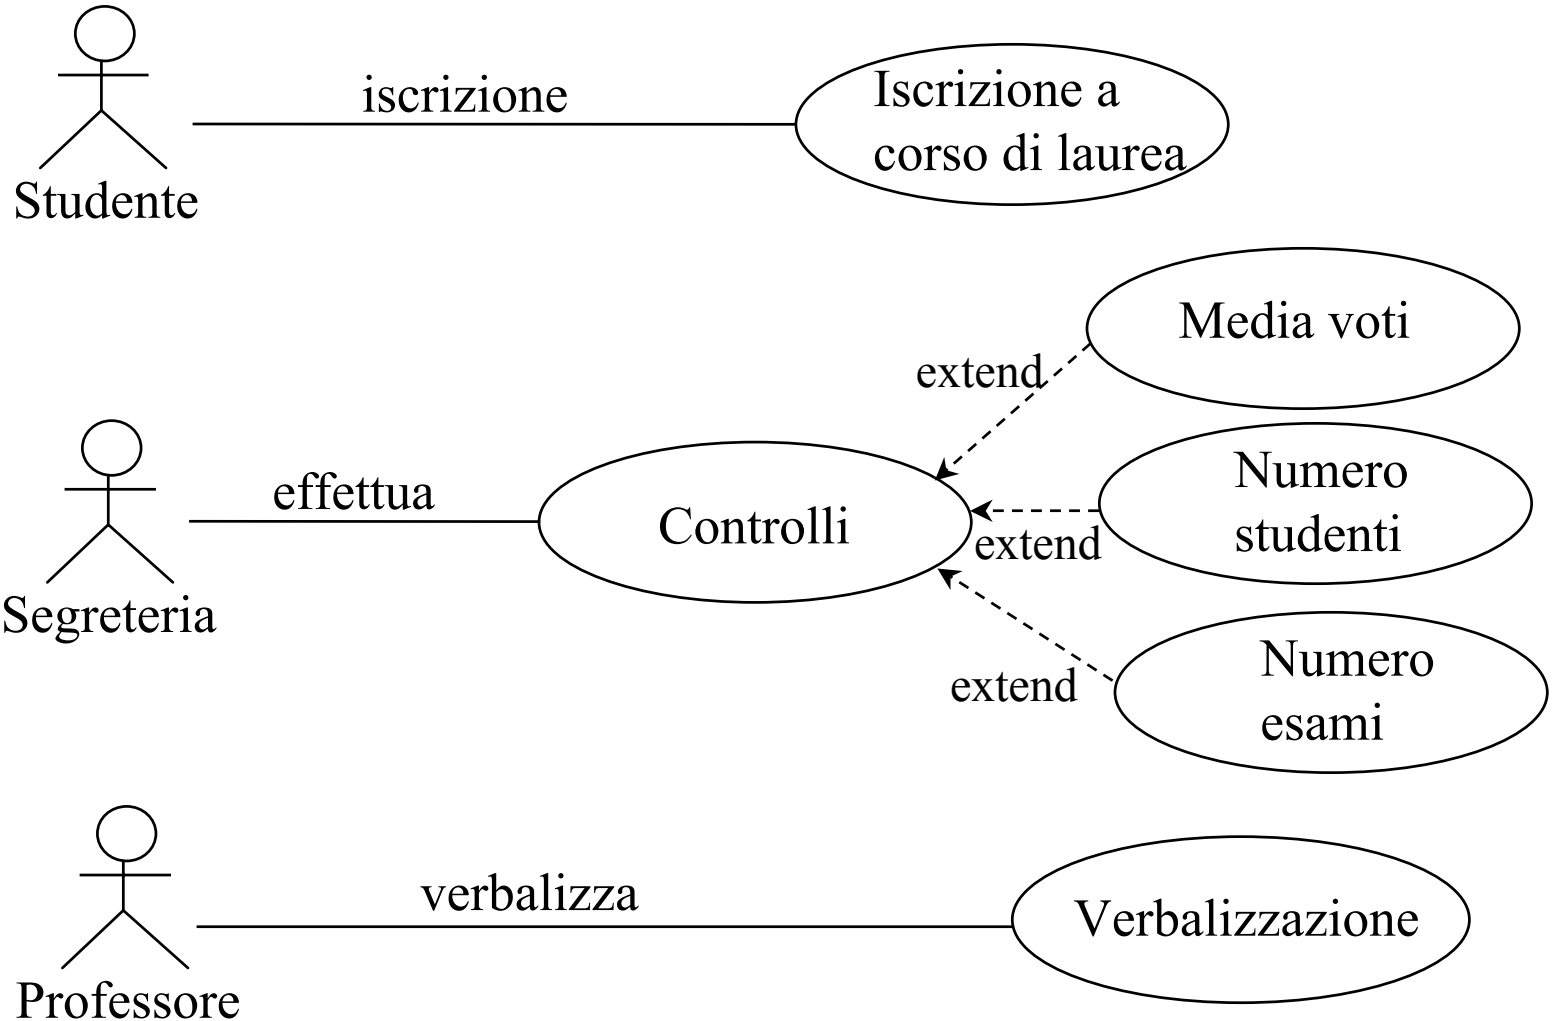 iscrizione
Iscrizione a
corso di laurea
Studente
Media voti
extend
effettua
Controlli
Numero
studenti
extend
Segreteria
Numero
esami
extend
verbalizza
Verbalizzazione
Professore